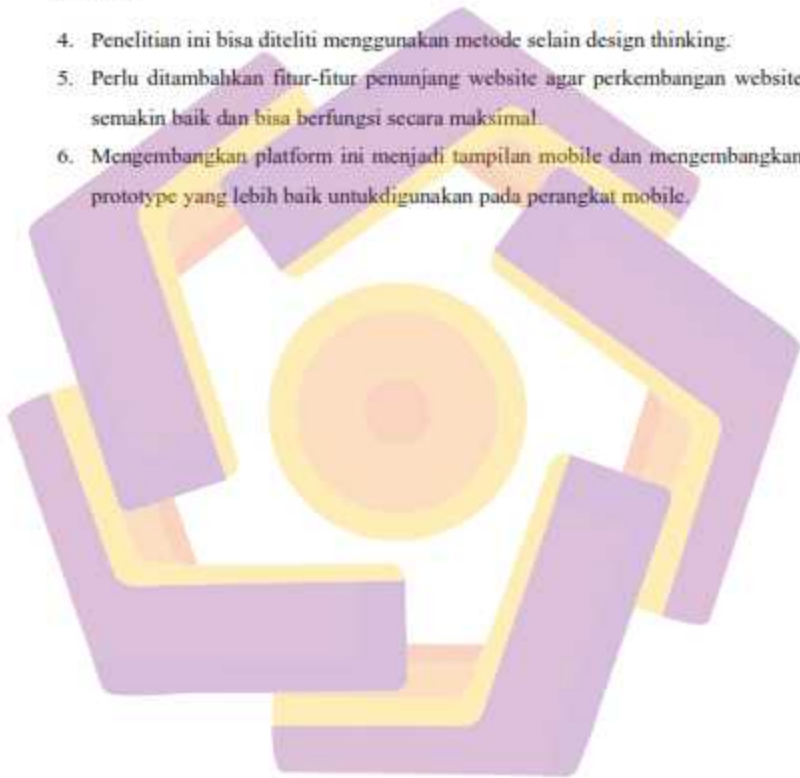 4. Penelitian ini bisa diteliti menggunakan metode selain design thinking.
5. Perlu ditambahkan fitur-fitur penunjang website agar perkembangan website
semakin baik dan bisa berfungsi secara maksimal.
6. Mengembangkan platform ini menjadi tampilan mobile dan mengembangkan
prototype yang lebih baik untukdigunakan pada perangkat mobile.